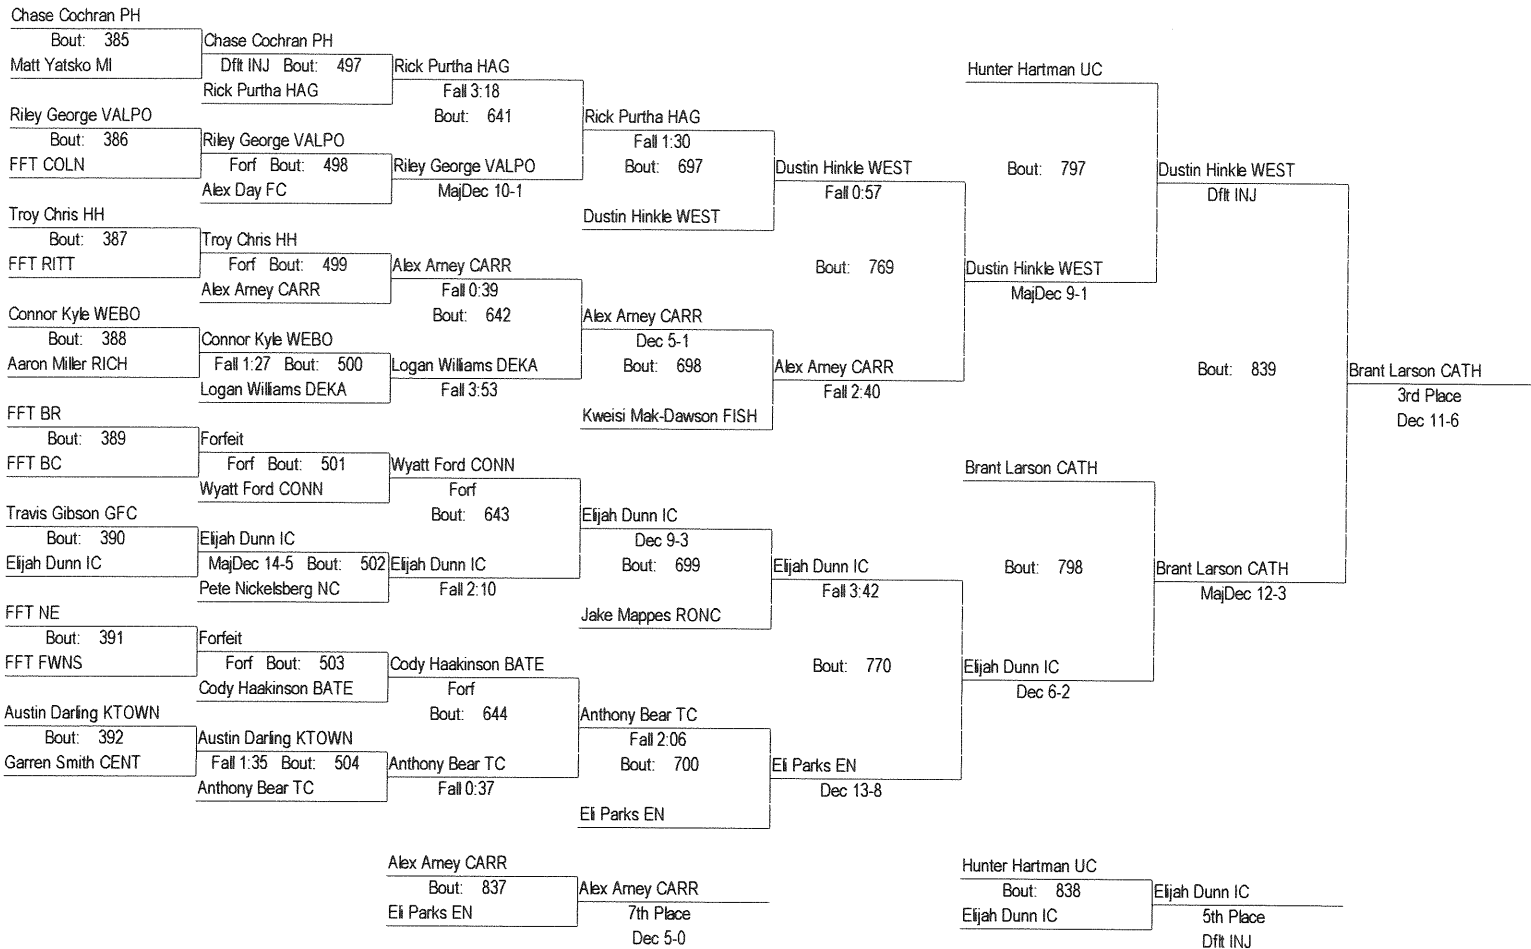 Chase Cochran PH
Bout: 385
Matt Yatsko MI
Riley George VALPO
Bout: 386
FFT COLN
Troy Chris HH
Bout: 387
FFT RITT
Connor Kyle WEBO
Bout: 388
Aaron Miller RICH
FFT BR
Bout: 389
FFT BC
Travis Gibson GFC
Bout: 390
Elijah Dunn IC
FFT NE
Bout: 391
FFT FWNS
Austin Darling KTOWN
Bout: 392
Garren Smith CENT
Chase Cochran PH
Dflt INJ Bout: 497
Rick Purtha HAG
Riley George VALPO
Forf Bout: 498
Alex Day FC
Troy Chris HH
Forf Bout: 499
Alex Arney CARR
Connor Kyle WEBO
Fall 1:27 Bout: 500
Logan Williams DEKA
Forfeit
Forf Bout: 501
Wyatt Ford CONN
Elijah Dunn IC
MajDec 14-5 Bout: 502
Pete Nickelsberg NC
Forfeit
Forf Bout: 503
Cody Haakinson BATE
Austin Darling KTOWN
Fall 1:35 Bout: 504
Anthony Bear TC
Rick Purtha HAG
Fall 3:18
Bout: 641
Riley George VALPO
MajDec 10-1
Alex Arney CARR
Fall 0:39
Bout: 642
Logan Williams DEKA
Fall 3:53
Wyatt Ford CONN
Forf
Bout: 643
Elijah Dunn IC
Fall 2:10
Cody Haakinson BATE
Forf
Bout: 644
Anthony Bear TC
Fall 0:37
Rick Purtha HAG
Fall 1:30
Bout: 697
Dustin Hinkle WEST
Alex Arney CARR
Dec 5-1
Bout: 698
Kweisi Mak-Dawson FISH
Elijah Dunn IC
Dec 9-3
Bout: 699
Jake Mappes RONC
Anthony Bear TC
Fall 2:06
Bout: 700
Eli Parks EN
Dustin Hinkle WEST
Fall 0:57
Bout: 769
Alex Arney CARR
Fall 2:40
Elijah Dunn IC
Fall 3:42
Bout: 770
Eli Parks EN
Dec 13-8
Hunter Hartman UC
Bout: 797
Dustin Hinkle WEST
MajDec 9-1
Brant Larson CATH
Bout: 798
Elijah Dunn IC
Dec 6-2
Dustin Hinkle WEST
Dflt INJ
Bout: 839
Brant Larson CATH
MajDec 12-3
Brant Larson CATH
3rd Place
Dec 11-6
Alex Arney CARR
Bout: 837
Eli Parks EN
Alex Arney CARR
7th Place
Dec 5-0
Hunter Hartman UC
Bout: 838
Elijah Dunn IC
Elijah Dunn IC
5th Place
Dflt INJ